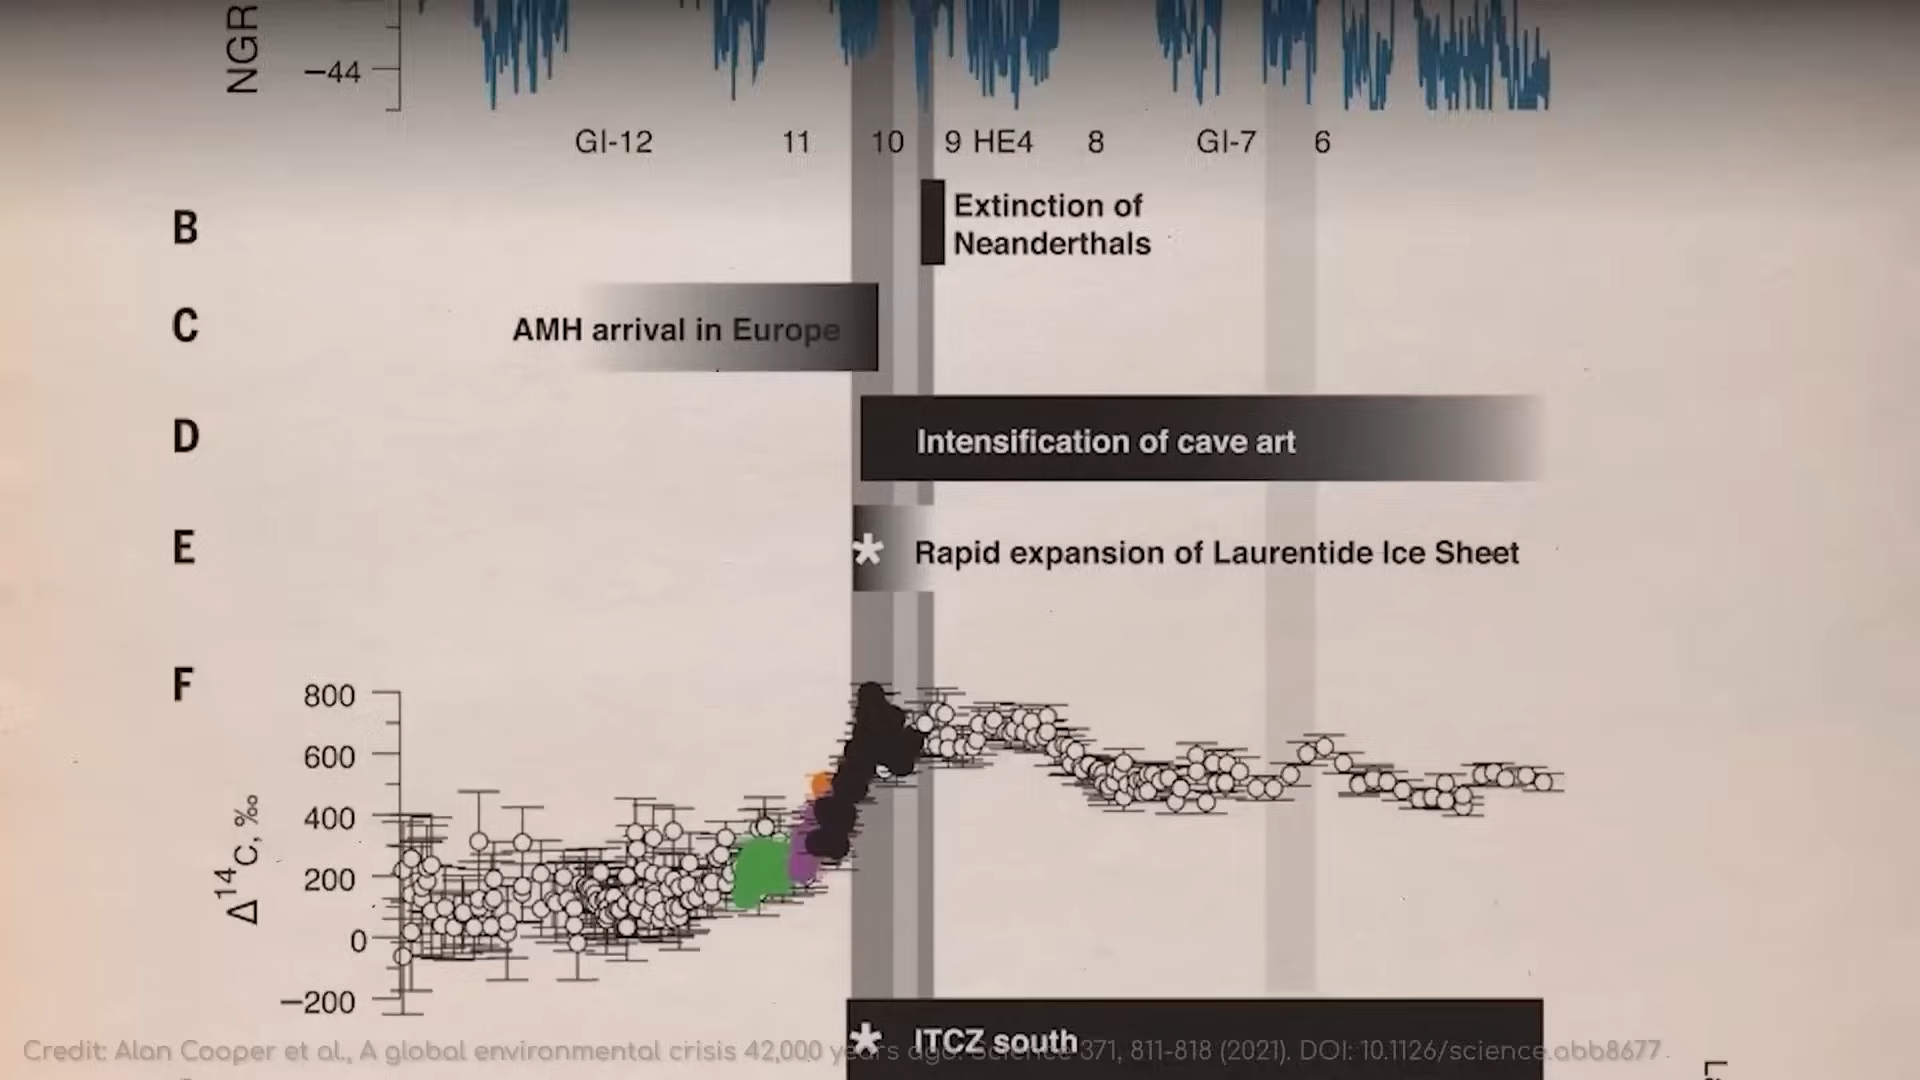 NGR
−44
GI-12 11 10 9 HE4 8 GI-7 6
B
Extinction of
Neanderthals
C
AMH arrival in Europe
D
Intensification of cave art
E
* Rapid expansion of Laurentide Ice Sheet
F
800
600
400
200
0
−200
Δ14C, ‰
* ITCZ south
Credit: Alan Cooper et al., A global environmental crisis 42,000 years ago. Science 371, 811-818 (2021). DOI: 10.1126/science.abb8677